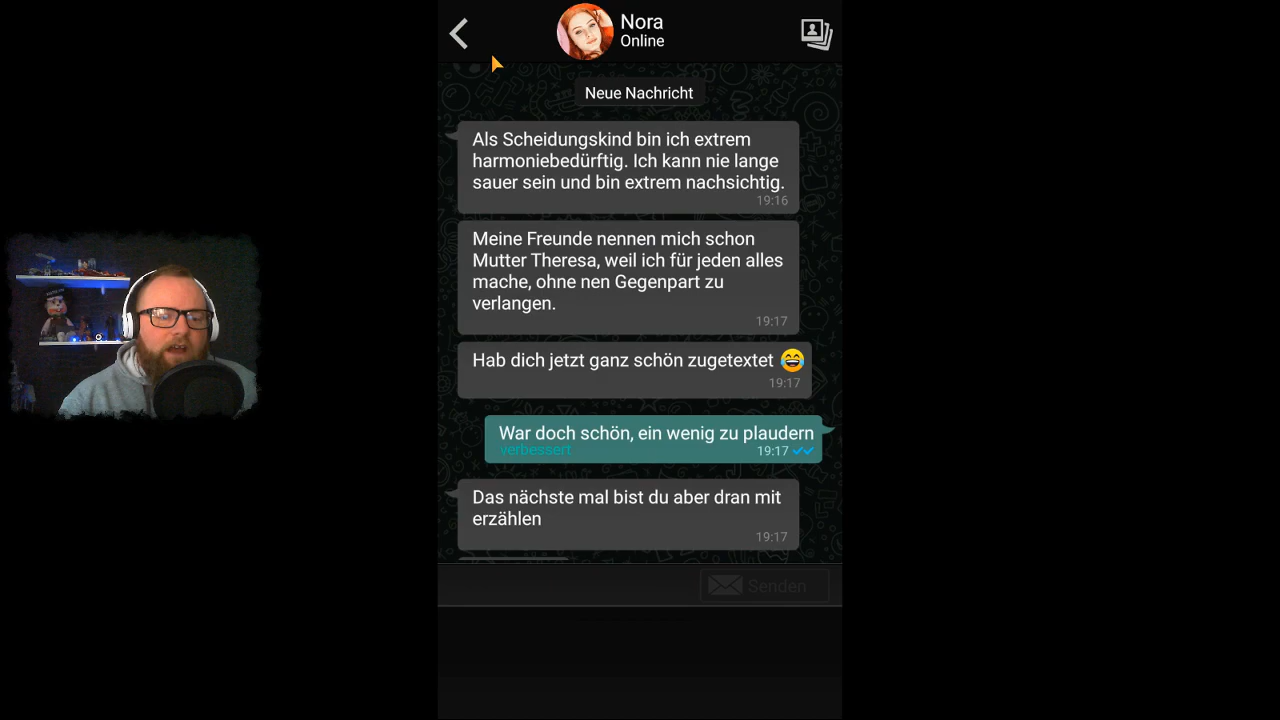 Nora
Online
Neue Nachricht
Als Scheidungskind bin ich extrem
harmoniebedürftig. Ich kann nie lange
sauer sein und bin extrem nachsichtig.
19:16
Meine Freunde nennen mich schon
Mutter Theresa, weil ich für jeden alles
mache, ohne nen Gegenpart zu
verlangen.
19:17
Hab dich jetzt ganz schön zugetextet 😂
19:17
War doch schön, ein wenig zu plaudern
verbessert 19:17
Das nächste mal bist du aber dran mit
erzählen
19:17
Senden